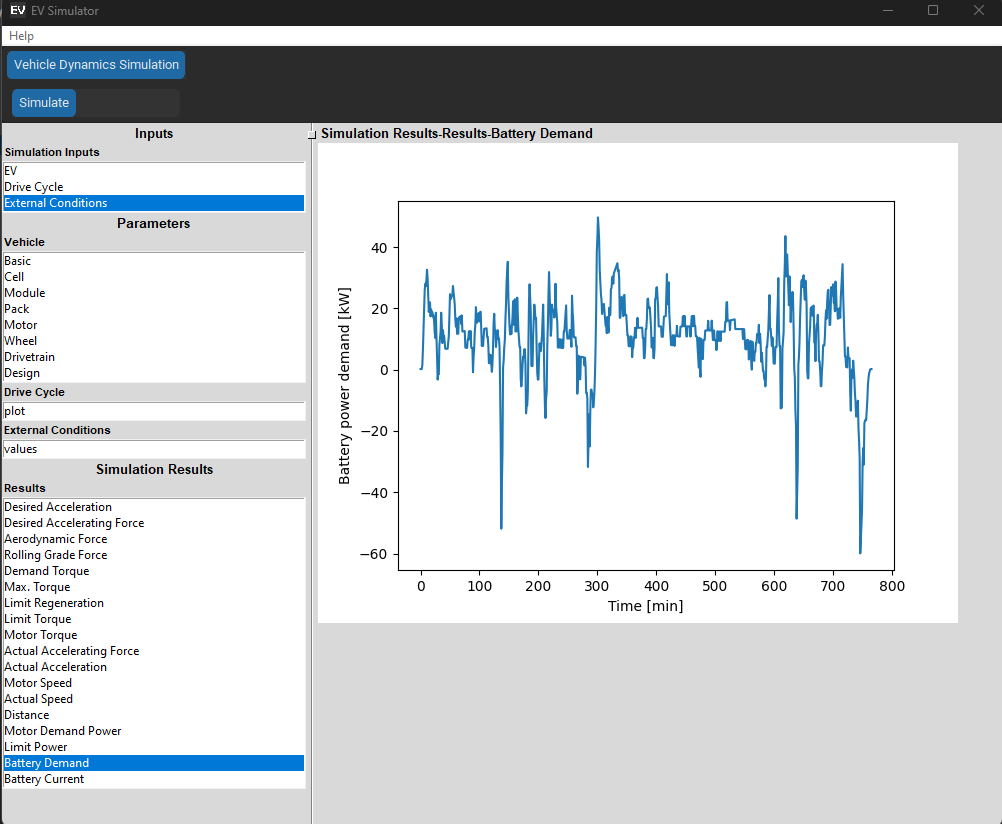 EV EV Simulator
Help
Vehicle Dynamics Simulation
Simulate
Inputs
Simulation Inputs
EV
Drive Cycle
External Conditions
Parameters
Vehicle
Basic
Cell
Module
Pack
Motor
Wheel
Drivetrain
Design
Drive Cycle
plot
External Conditions
values
Simulation Results
Results
Desired Acceleration
Desired Accelerating Force
Aerodynamic Force
Rolling Grade Force
Demand Torque
Max. Torque
Limit Regeneration
Limit Torque
Motor Torque
Actual Accelerating Force
Actual Acceleration
Motor Speed
Actual Speed
Distance
Motor Demand Power
Limit Power
Battery Demand
Battery Current
Simulation Results-Results-Battery Demand
Battery power demand [kW]
40
20
0
−20
−40
−60
0 100 200 300 400 500 600 700 800
Time [min]